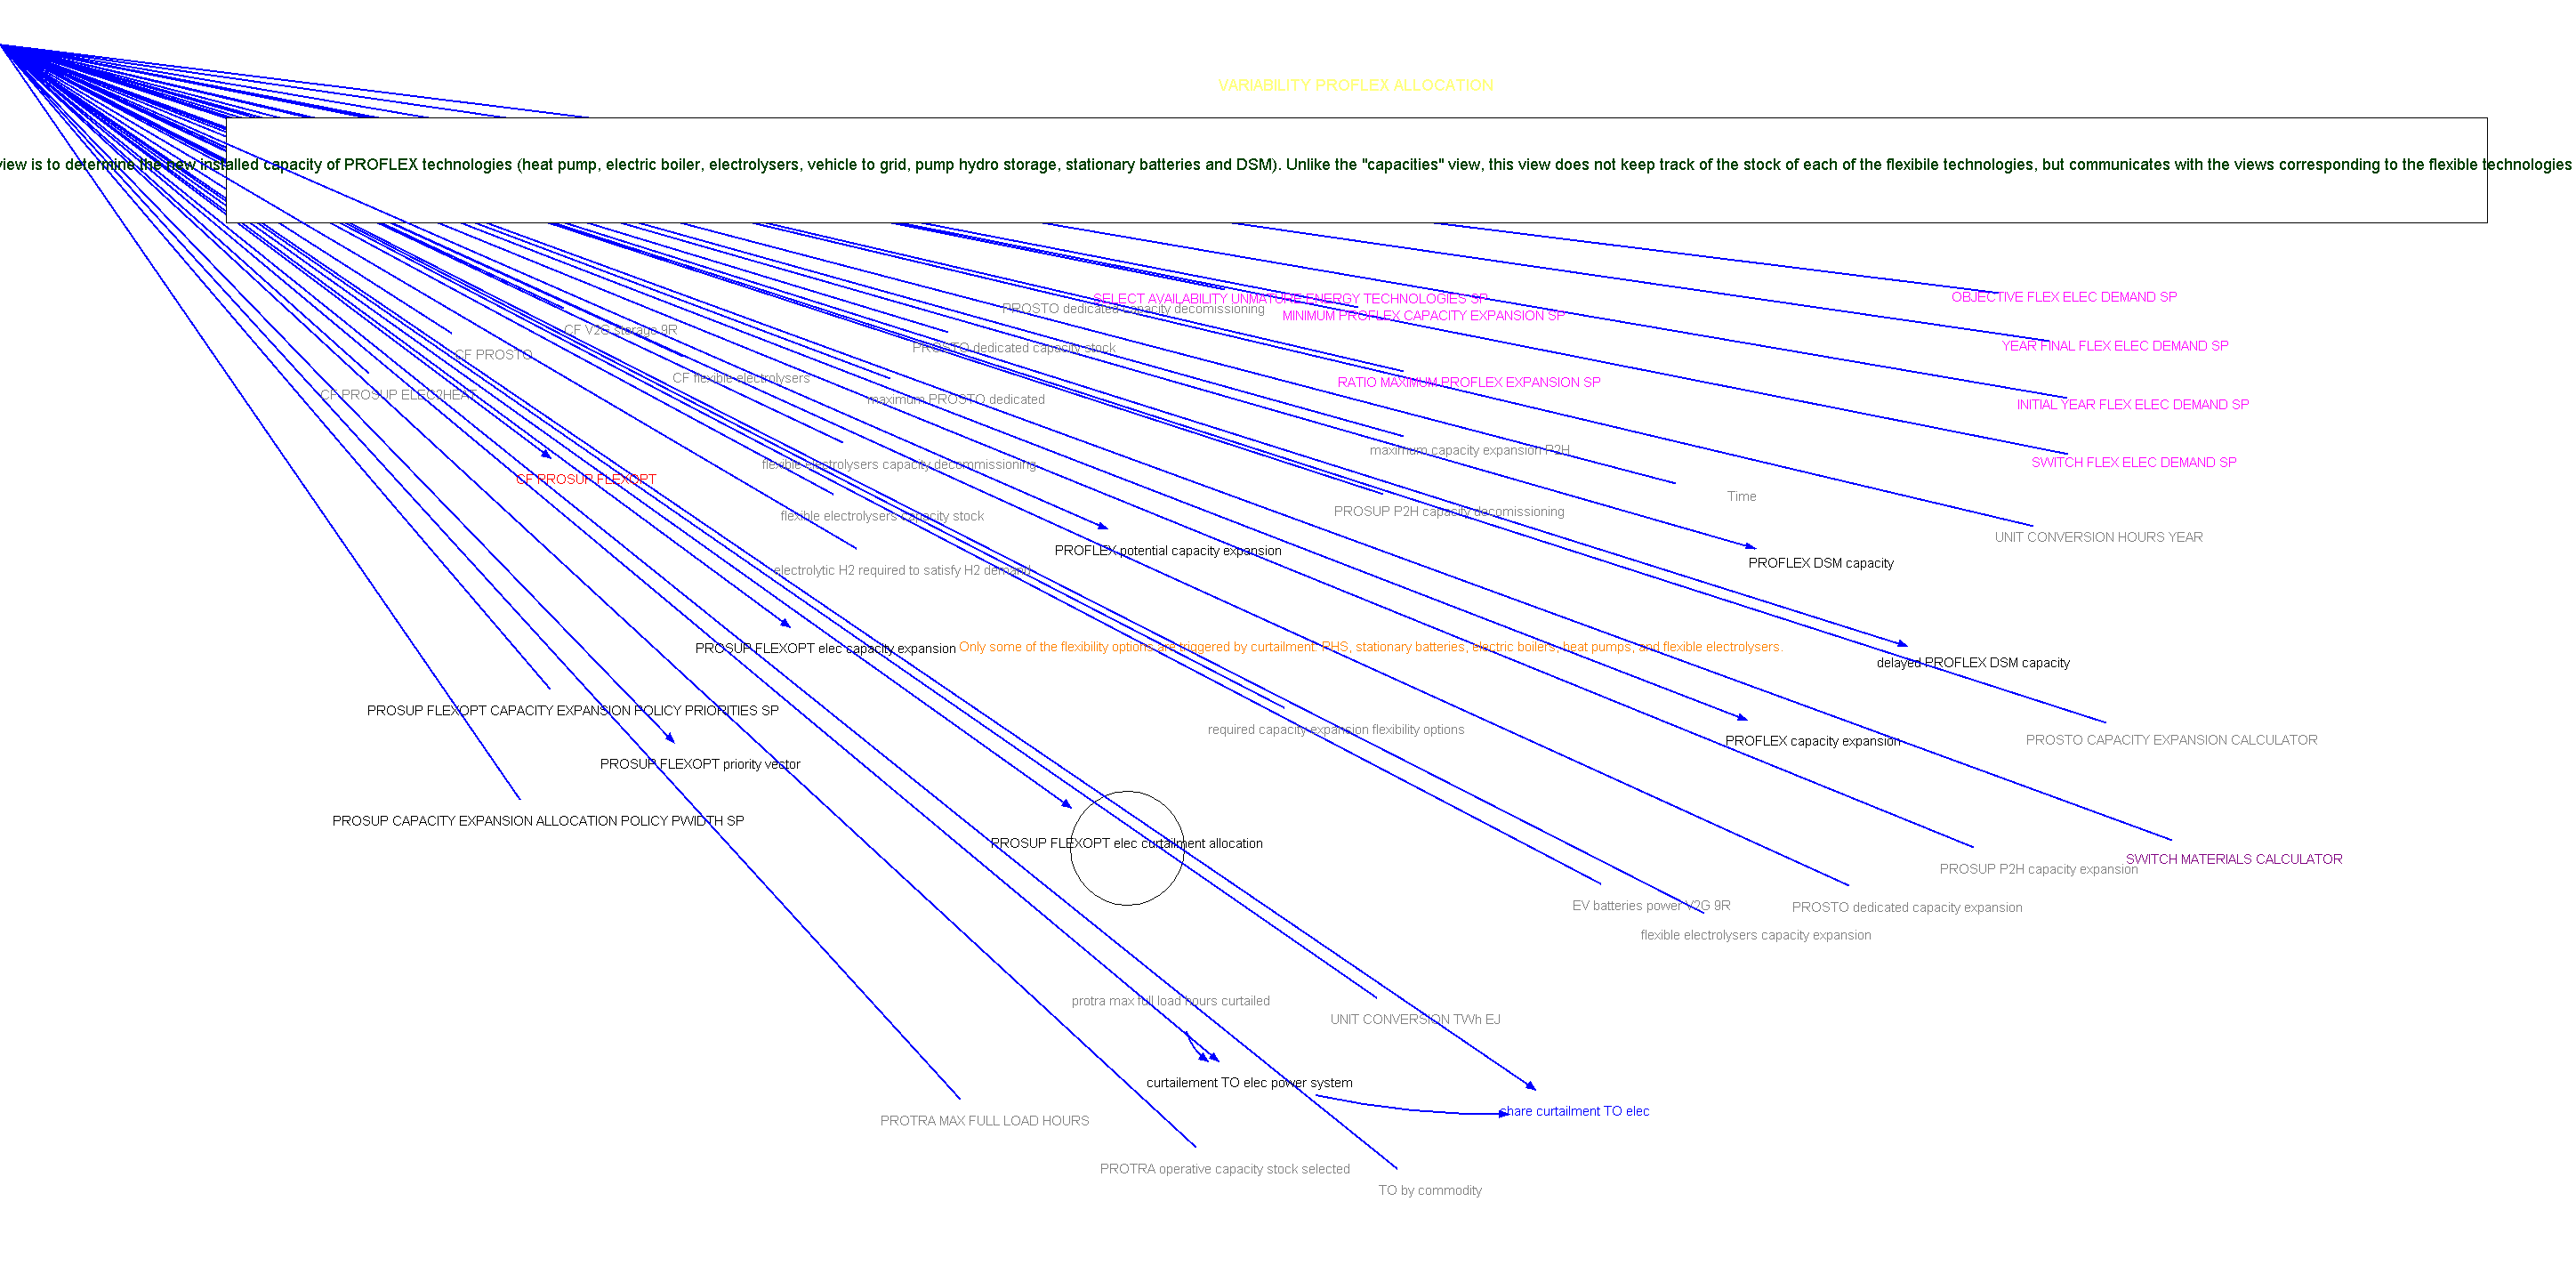 VARIABILITY PROFLEX ALLOCATION
view is to determine the new installed capacity of PROFLEX technologies (heat pump, electric boiler, electrolysers, vehicle to grid, pump hydro storage, stationary batteries and DSM). Unlike the "capacities" view, this view does not keep track of the stock of each of the flexibile technologies, but communicates with the views corresponding to the flexible technologies
OBJECTIVE FLEX ELEC DEMAND SP
SELECT AVAILABILITY UNMATURE ENERGY TECHNOLOGIES SP
PROSTO dedicated capacity decomissioning
MINIMUM PROFLEX CAPACITY EXPANSION SP
CF V2G storage 9R
YEAR FINAL FLEX ELEC DEMAND SP
PROSTO dedicated capacity stock
CF PROSTO
CF flexible electrolysers
RATIO MAXIMUM PROFLEX EXPANSION SP
CF PROSUP ELEC2HEAT
maximum PROSTO dedicated
INITIAL YEAR FLEX ELEC DEMAND SP
maximum capacity expansion P2H
SWITCH FLEX ELEC DEMAND SP
flexible electrolysers capacity decommissioning
CF PROSUP FLEXOPT
Time
PROSUP P2H capacity decomissioning
flexible electrolysers capacity stock
UNIT CONVERSION HOURS YEAR
PROFLEX potential capacity expansion
PROFLEX DSM capacity
electrolytic H2 required to satisfy H2 demand
PROSUP FLEXOPT elec capacity expansion
Only some of the flexibility options are triggered by curtailment: PHS, stationary batteries, electric boilers, heat pumps, and flexible electrolysers.
delayed PROFLEX DSM capacity
PROSUP FLEXOPT CAPACITY EXPANSION POLICY PRIORITIES SP
required capacity expansion flexibility options
PROFLEX capacity expansion
PROSTO CAPACITY EXPANSION CALCULATOR
PROSUP FLEXOPT priority vector
PROSUP CAPACITY EXPANSION ALLOCATION POLICY PWIDTH SP
PROSUP FLEXOPT elec curtailment allocation
SWITCH MATERIALS CALCULATOR
PROSUP P2H capacity expansion
EV batteries power V2G 9R
PROSTO dedicated capacity expansion
flexible electrolysers capacity expansion
protra max full load hours curtailed
UNIT CONVERSION TWh EJ
curtailement TO elec power system
share curtailment TO elec
PROTRA MAX FULL LOAD HOURS
PROTRA operative capacity stock selected
TO by commodity